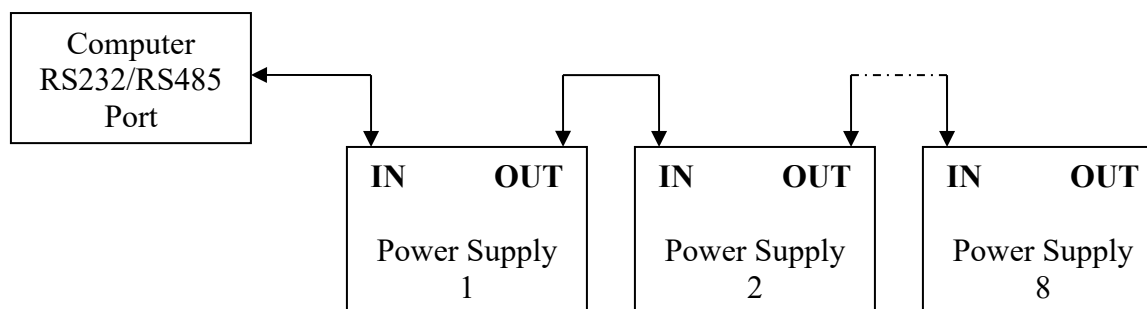 Computer
RS232/RS485
Port
IN OUT
Power Supply
1
IN OUT
Power Supply
2
IN OUT
Power Supply
8